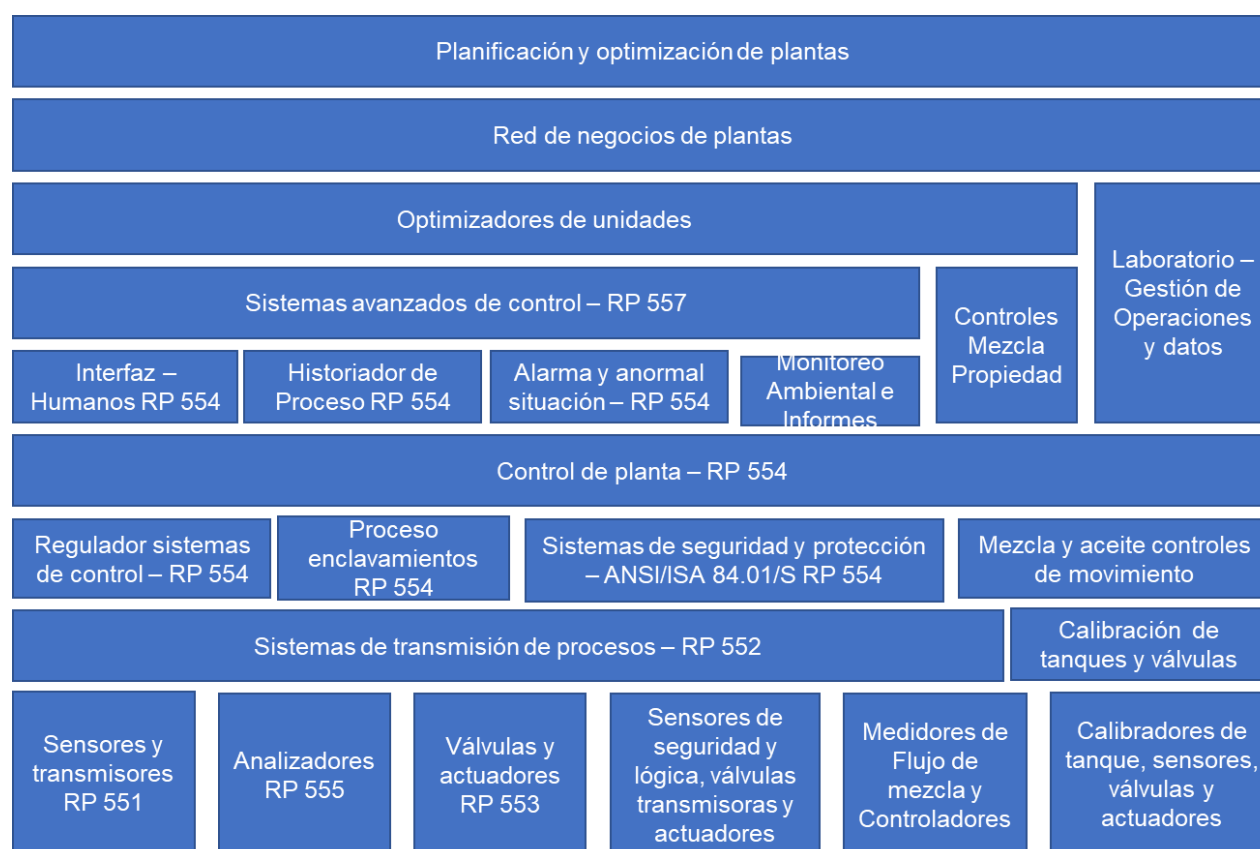 Planificación y optimización de plantas
Red de negocios de plantas
Optimizadores de unidades
Laboratorio –
Gestión de
Operaciones
y datos
Sistemas avanzados de control – RP 557
Controles
Mezcla
Propiedad
Interfaz –
Humanos RP 554
Historiador de
Proceso RP 554
Alarma y anormal
situación – RP 554
Monitoreo
Ambiental e
Informes
Control de planta – RP 554
Regulador sistemas
de control – RP 554
Proceso
enclavamientos
RP 554
Sistemas de seguridad y protección
– ANSI/ISA 84.01/S RP 554
Mezcla y aceite controles
de movimiento
Sistemas de transmisión de procesos – RP 552
Calibración de
tanques y válvulas
Sensores y
transmisores
RP 551
Analizadores
RP 555
Válvulas y
actuadores
RP 553
Sensores de
seguridad y
lógica, válvulas
transmisoras y
actuadores
Medidores de
Flujo de
mezcla y
Controladores
Calibradores de
tanque, sensores,
válvulas y
actuadores